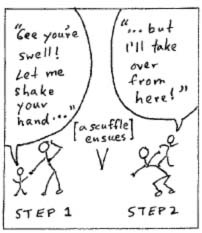 "Gee you're
swell!
Let me
shake
your
hand..."
"... but
I'll take
over
from
here!"
[a scuffle
ensues]
STEP 1
STEP 2